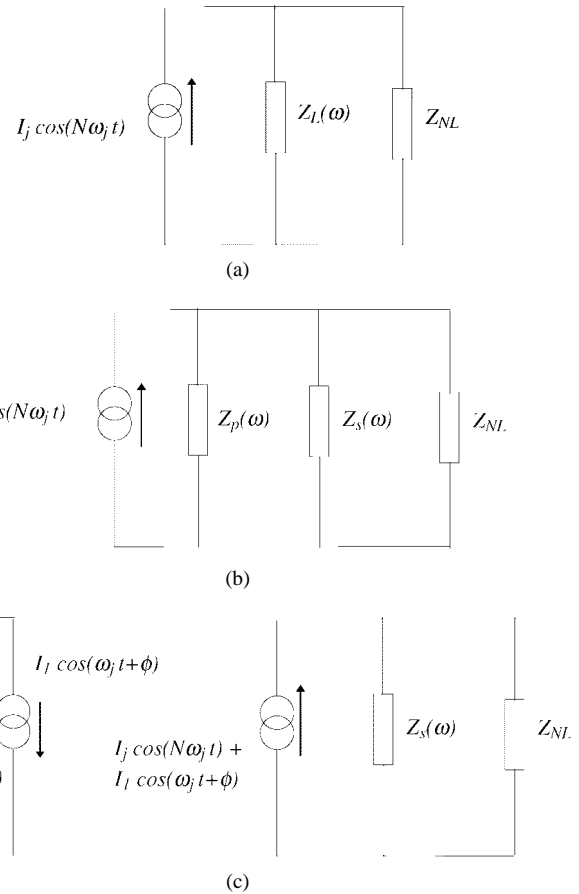 I_j cos(Nω_j t)
Z_L(ω)
Z_NL
(a)
s(Nω_j t)
Z_p(ω)
Z_s(ω)
Z_NL
(b)
I_1 cos(ω_j t+ϕ)
)
I_j cos(Nω_j t) +
I_1 cos(ω_j t+ϕ)
Z_s(ω)
Z_NL
(c)